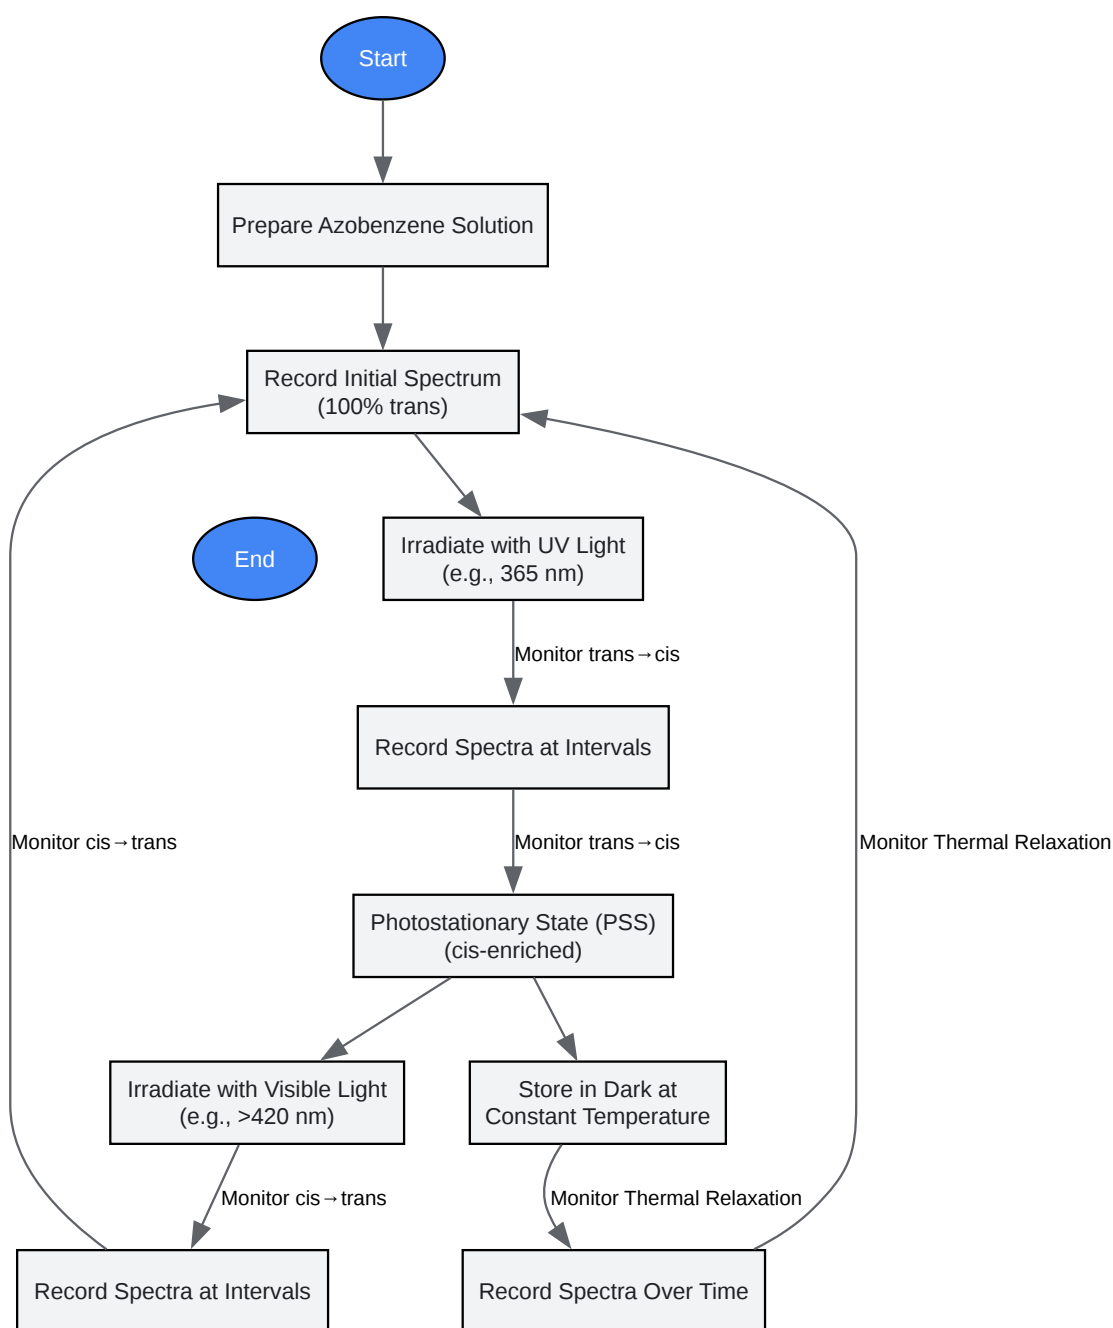 Start
Prepare Azobenzene Solution
Record Initial Spectrum
(100% trans)
End
Irradiate with UV Light
(e.g., 365 nm)
Monitor trans→cis
Record Spectra at Intervals
Monitor cis→trans
Monitor trans→cis
Monitor Thermal Relaxation
Photostationary State (PSS)
(cis-enriched)
Irradiate with Visible Light
(e.g., >420 nm)
Store in Dark at
Constant Temperature
Monitor cis→trans
Monitor Thermal Relaxation
Record Spectra at Intervals
Record Spectra Over Time